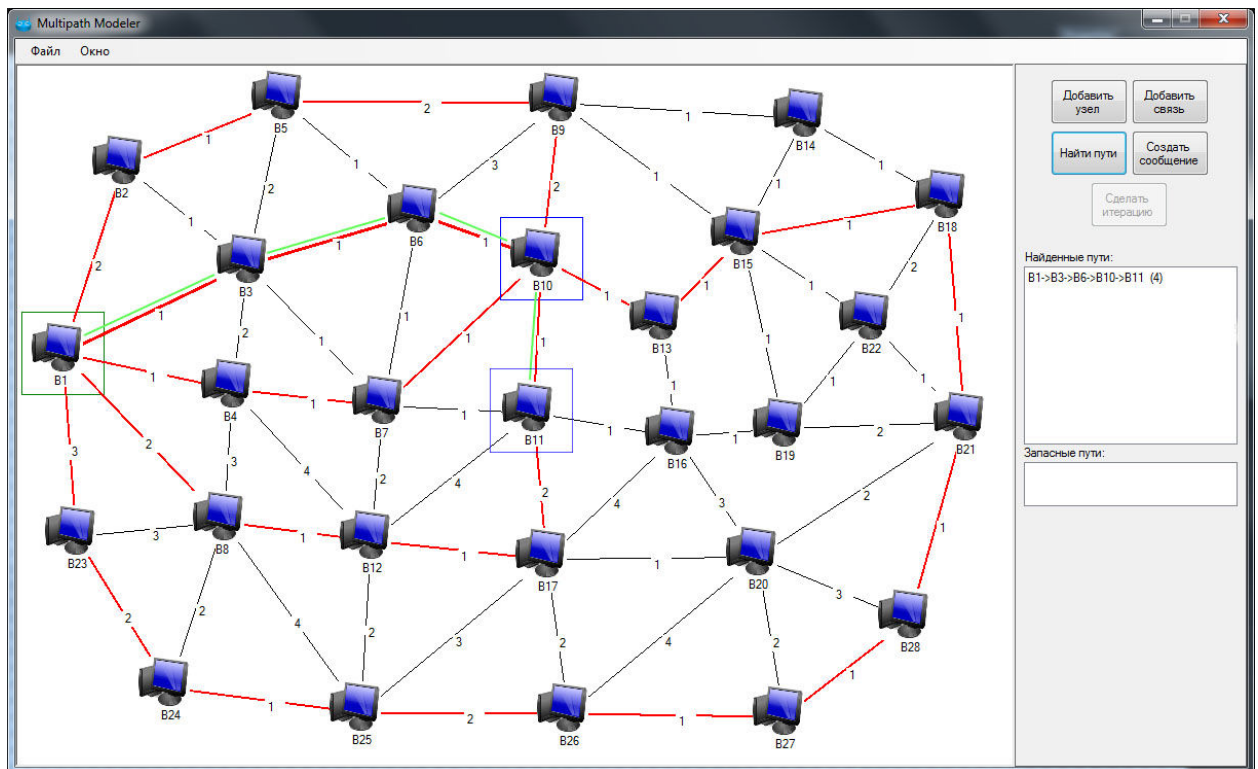 Multipath Modeler
Файл Окно
B5
2
B9
1
B14
1
1
1
3
1
1
B2
2
1
2
B18
1
B6
1
1
B15
2
2
B3
1
B10
1
1
1
2
1
1
1
B13
B22
1
1
1
1
B1
1
B4
1
B7
1
B11
1
B16
1
B19
2
B21
3
2
3
4
2
4
2
4
3
2
1
B23
3
B8
1
B12
1
B17
1
B20
3
B28
2
2
4
2
3
2
4
2
1
B24
1
B25
2
B26
1
B27
Добавить узел
Добавить связь
Найти пути
Создать сообщение
Сделать итерацию
Найденные пути:
B1->B3->B6->B10->B11 (4)
Запасные пути: